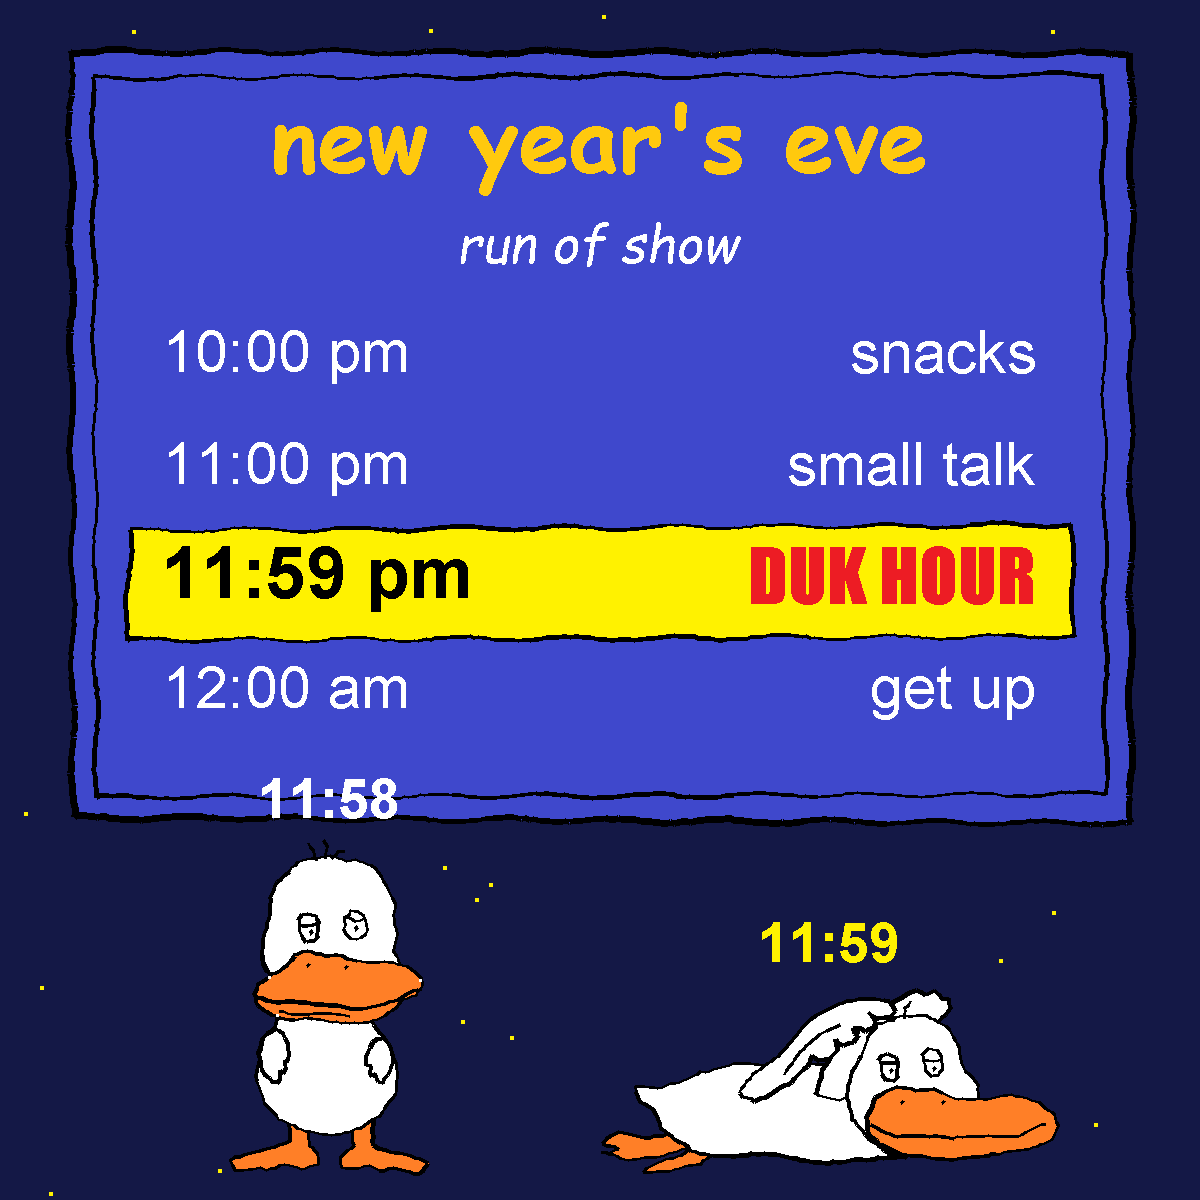 new year's eve
run of show
10:00 pm snacks
11:00 pm small talk
11:59 pm DUK HOUR
12:00 am get up
11:58
11:59